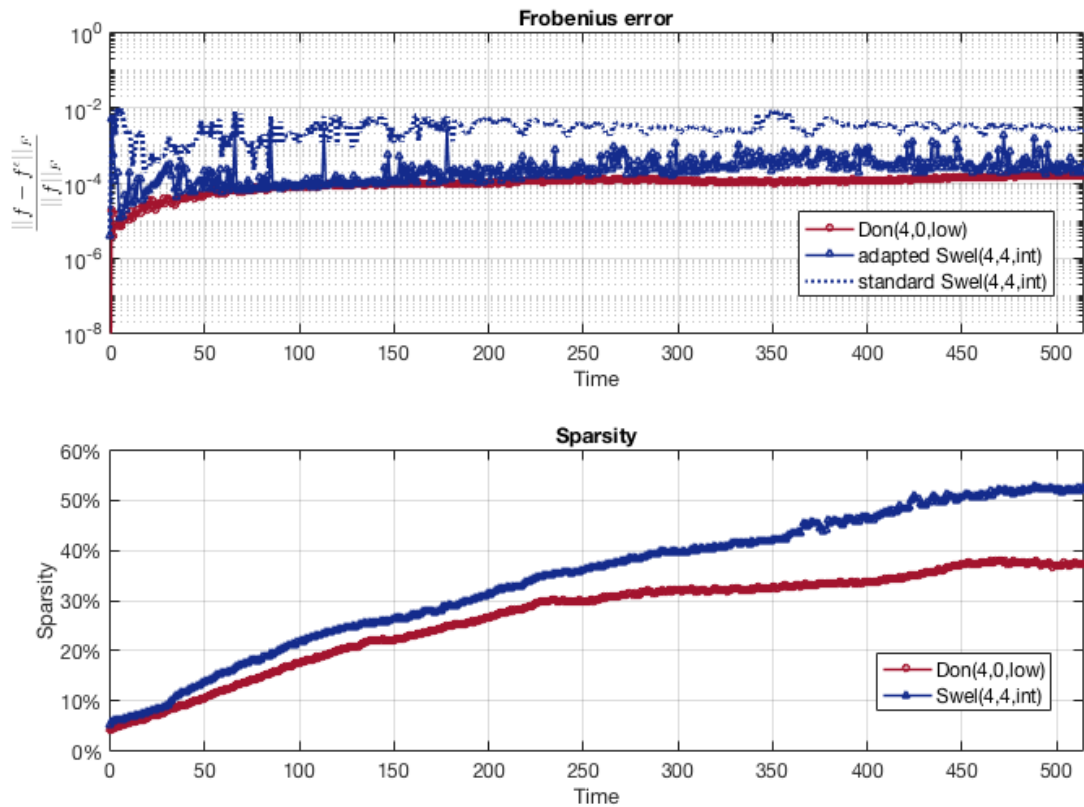 Frobenius error
10^0
10^-2
10^-4
10^-6
10^-8
||f - f^c||_F
||f||_F
Don(4,0,low)
adapted Swel(4,4,int)
standard Swel(4,4,int)
0 50 100 150 200 250 300 350 400 450 500
Time
Sparsity
60%
50%
40%
30%
20%
10%
0%
Sparsity
Don(4,0,low)
Swel(4,4,int)
0 50 100 150 200 250 300 350 400 450 500
Time